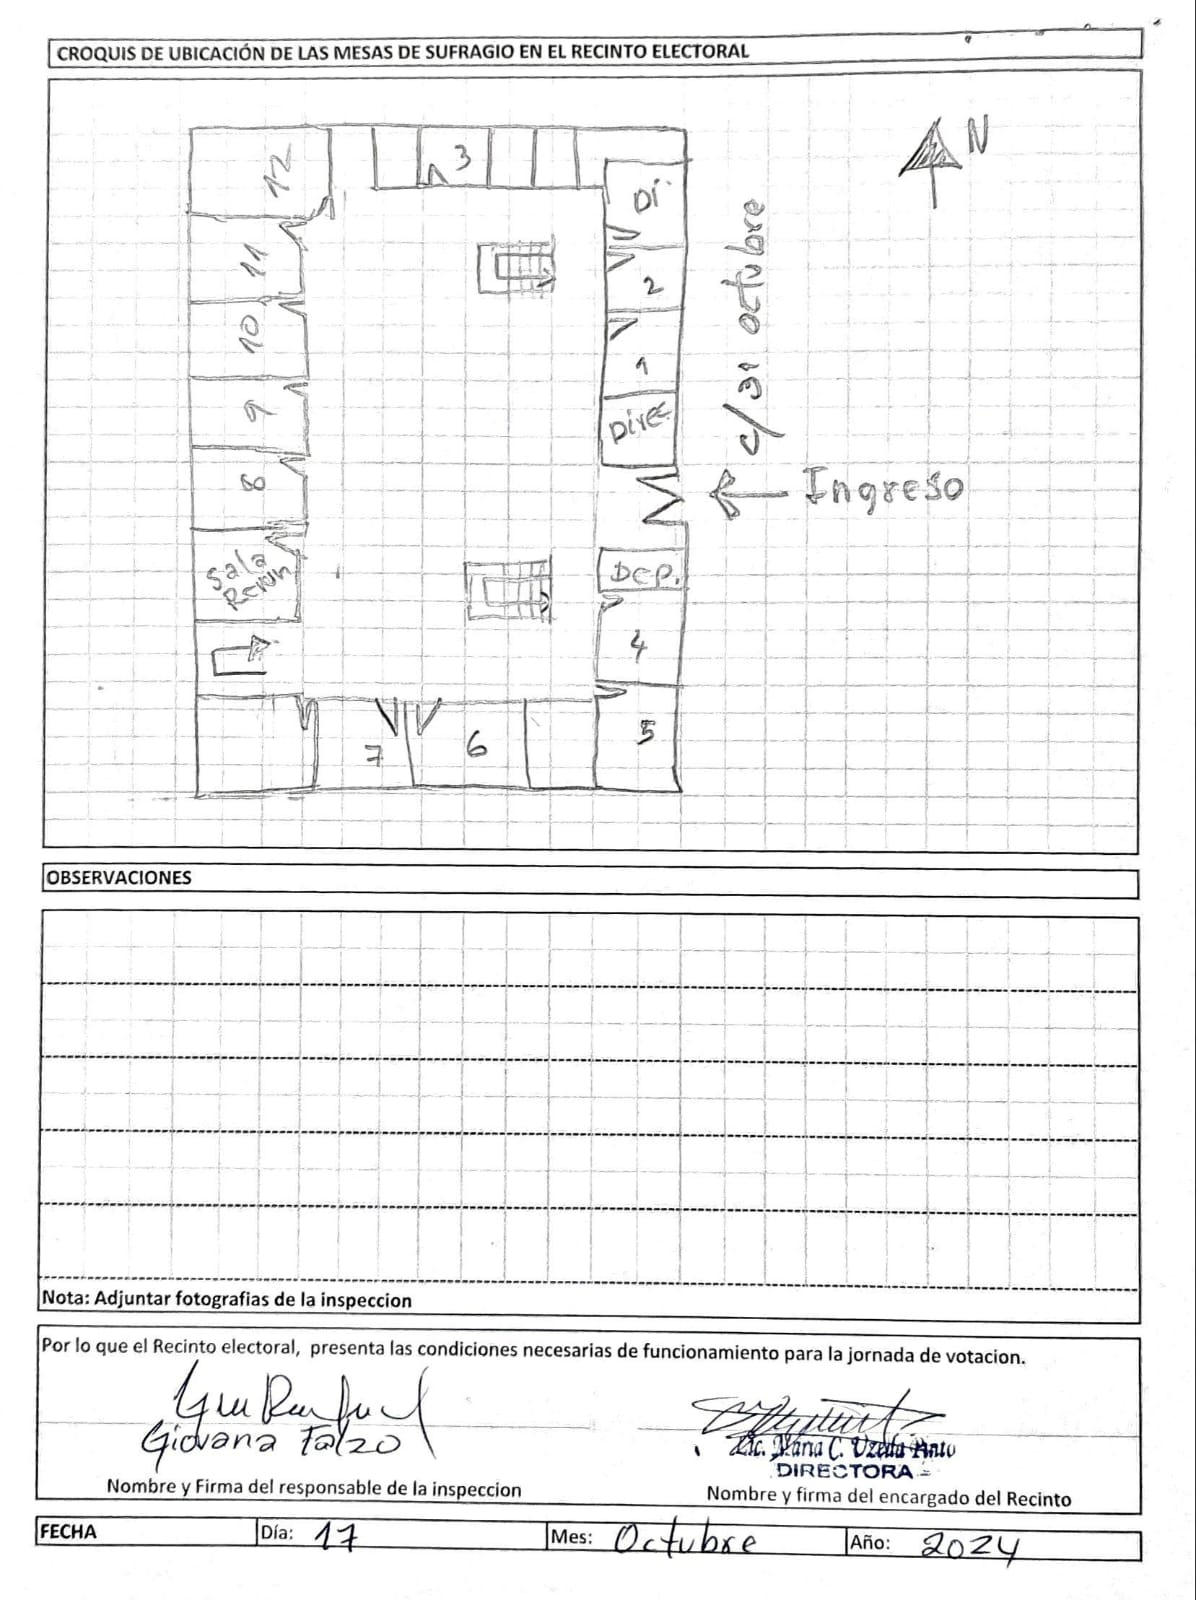 CROQUIS DE UBICACIÓN DE LAS MESAS DE SUFRAGIO EN EL RECINTO ELECTORAL
N
12
3
Di.
11
2
10
1
9
Direc
c/31 octubre
8
Ingreso
Sala
Reun
Dep.
4
5
7
6
OBSERVACIONES
Nota: Adjuntar fotografias de la inspeccion
Por lo que el Recinto electoral, presenta las condiciones necesarias de funcionamiento para la jornada de votacion.
Giovana Falzo
Lic. C. Uzeda
DIRECTORA
Nombre y Firma del responsable de la inspeccion
Nombre y firma del encargado del Recinto
FECHA Día: 17 Mes: Octubre Año: 2024